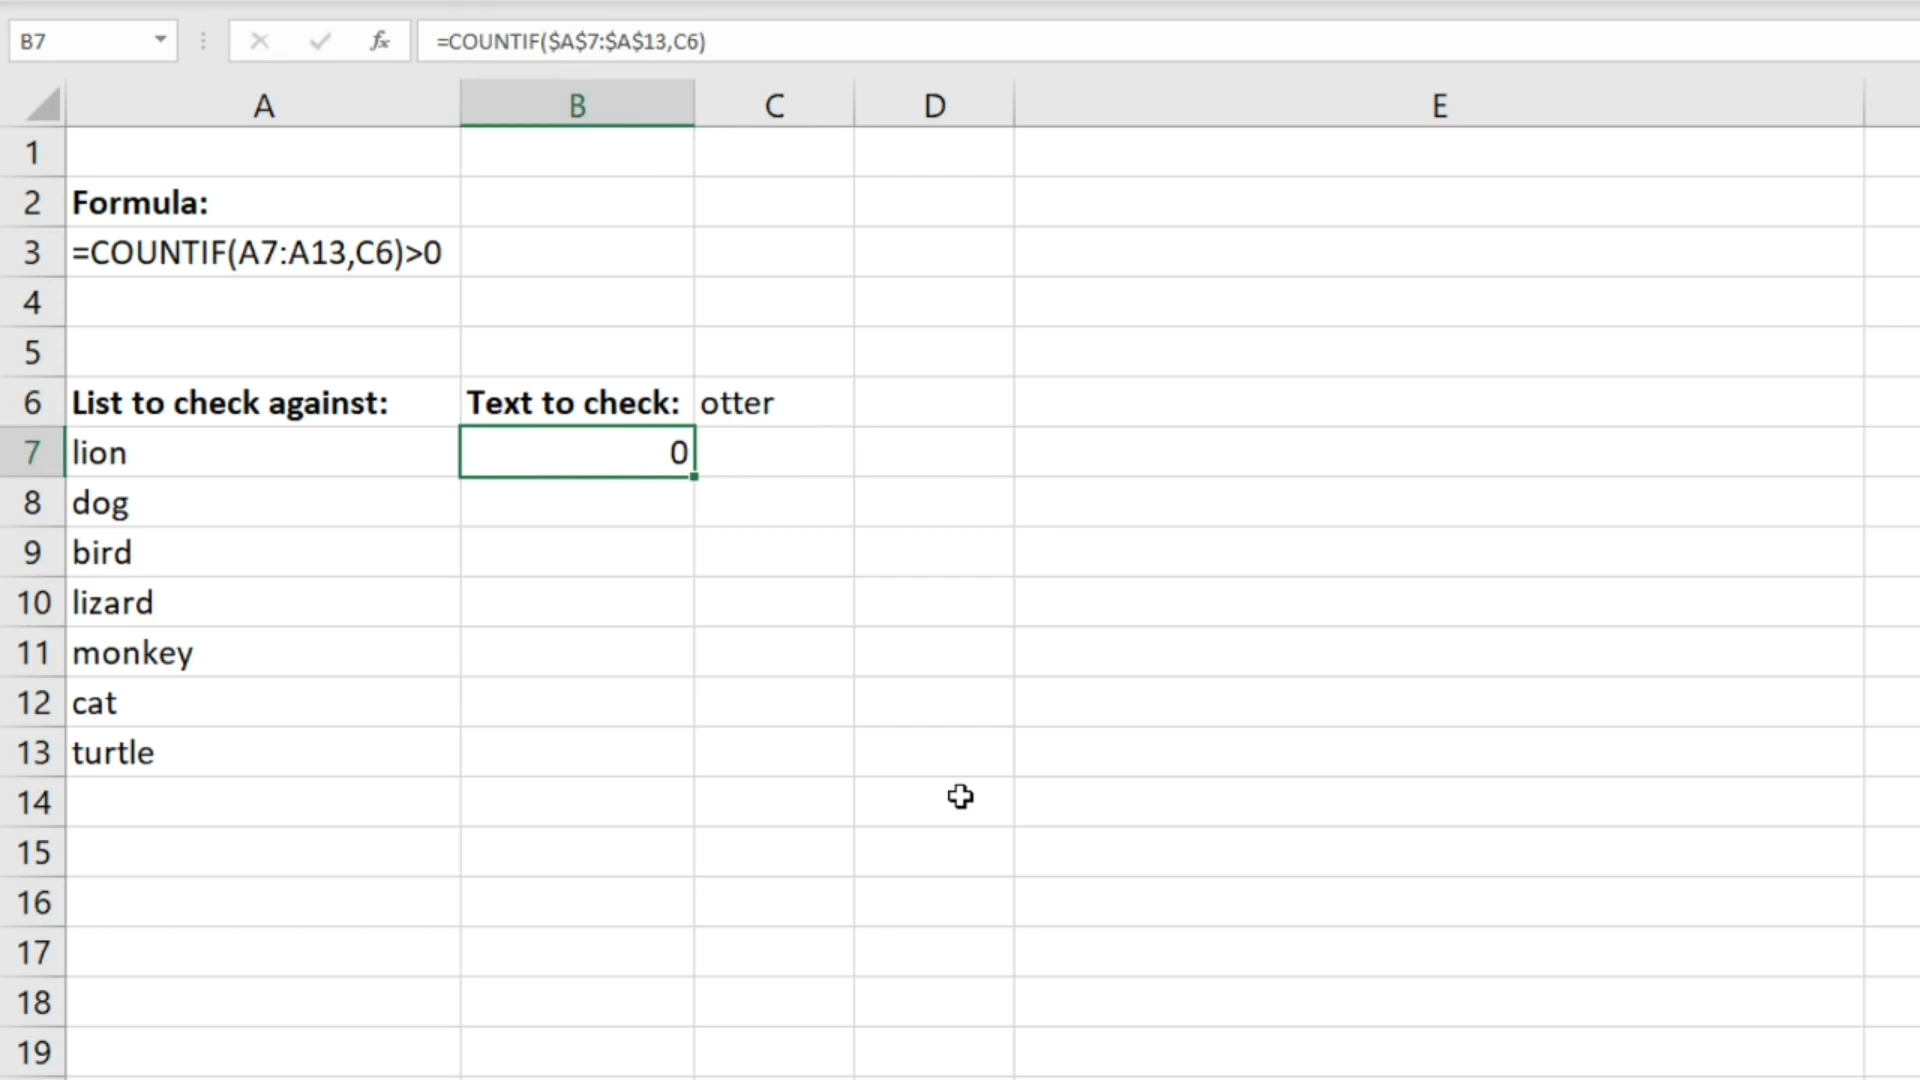 B7 fx =COUNTIF($A$7:$A$13,C6)
A B C D E
1
2 Formula:
3 =COUNTIF(A7:A13,C6)>0
4
5
6 List to check against: Text to check: otter
7 lion 0
8 dog
9 bird
10 lizard
11 monkey
12 cat
13 turtle
14
15
16
17
18
19